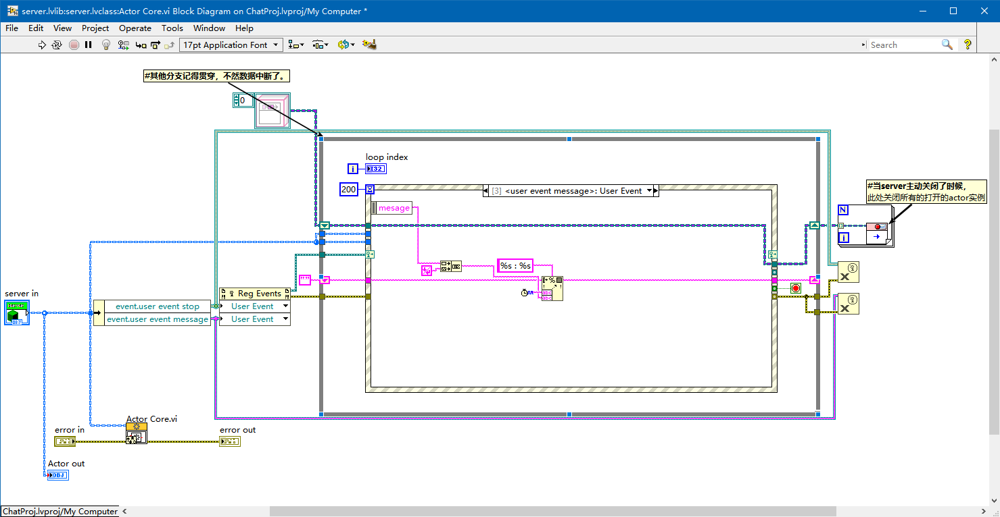 server.lvlib:server.lvclass:Actor Core.vi Block Diagram on ChatProj.lvproj/My Computer *
File Edit View Project Operate Tools Window Help
17pt Application Font
Search
#其他分支记得贯穿，不然数据中断了。
0
loop index
i
I32
200
[3] <user event message>: User Event
mesage
#当server主动关闭了时候，
此处关闭所有的打开的actor实例
N
i
%s : %s
abc
abc
server in
server
OBJ
Reg Events
event.user event stop
User Event
event.user event message
User Event
Actor Core.vi
error in
error out
Actor out
OBJ
ChatProj.lvproj/My Computer